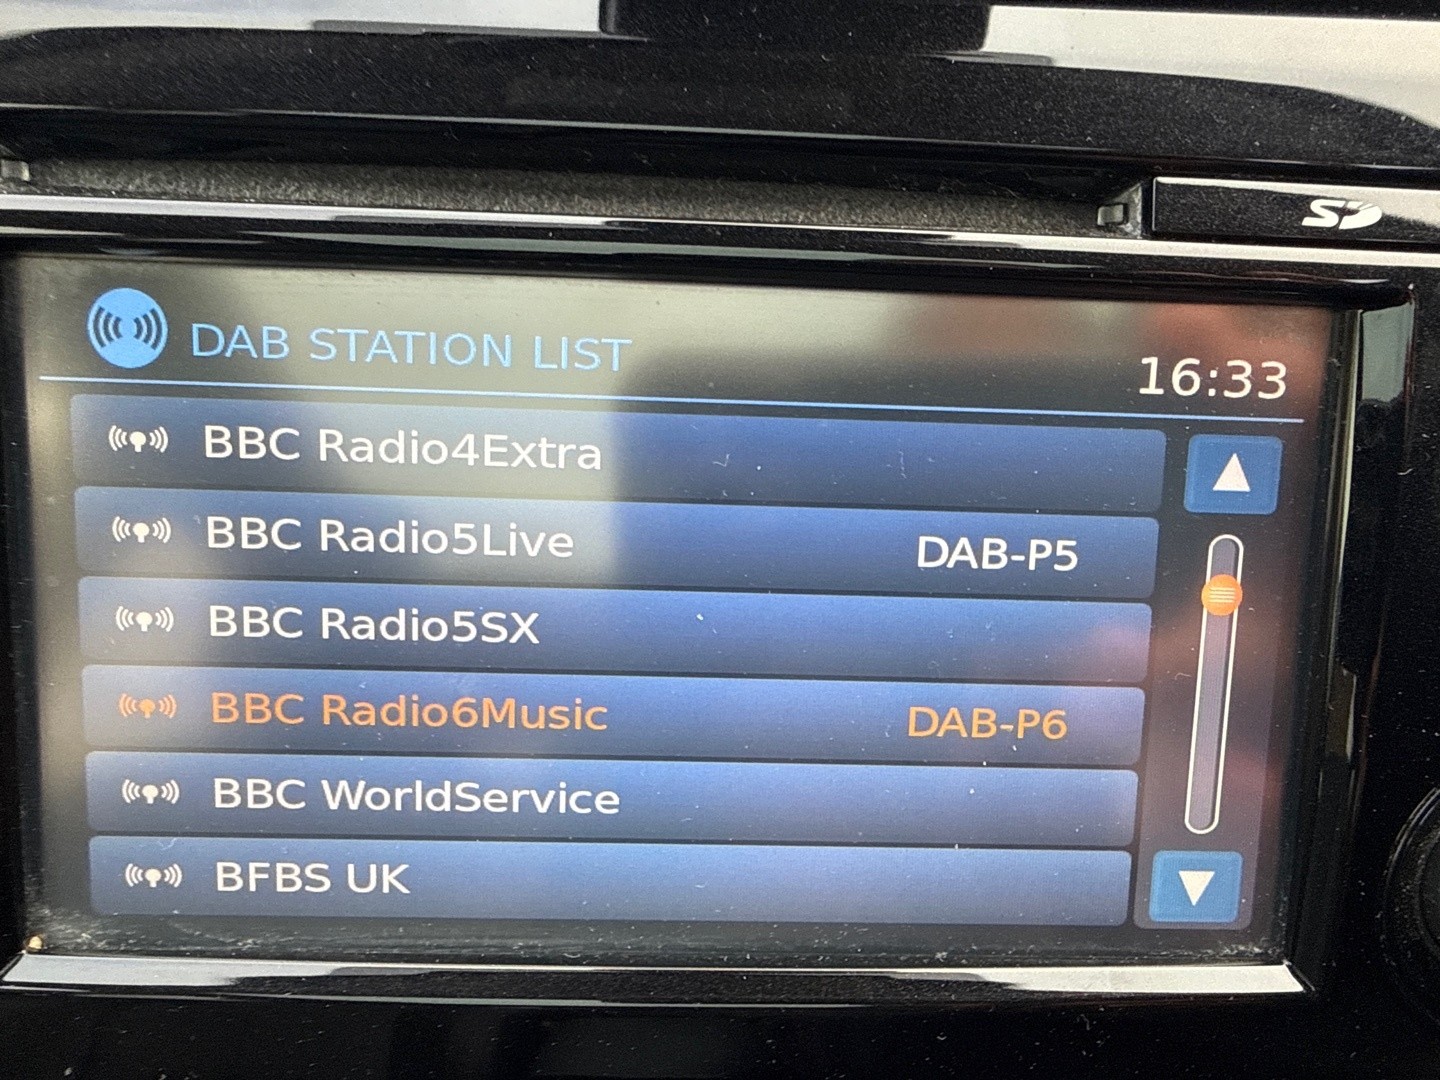 SD
DAB STATION LIST
16:33
BBC Radio4Extra
BBC Radio5Live DAB-P5
BBC Radio5SX
BBC Radio6Music DAB-P6
BBC WorldService
BFBS UK